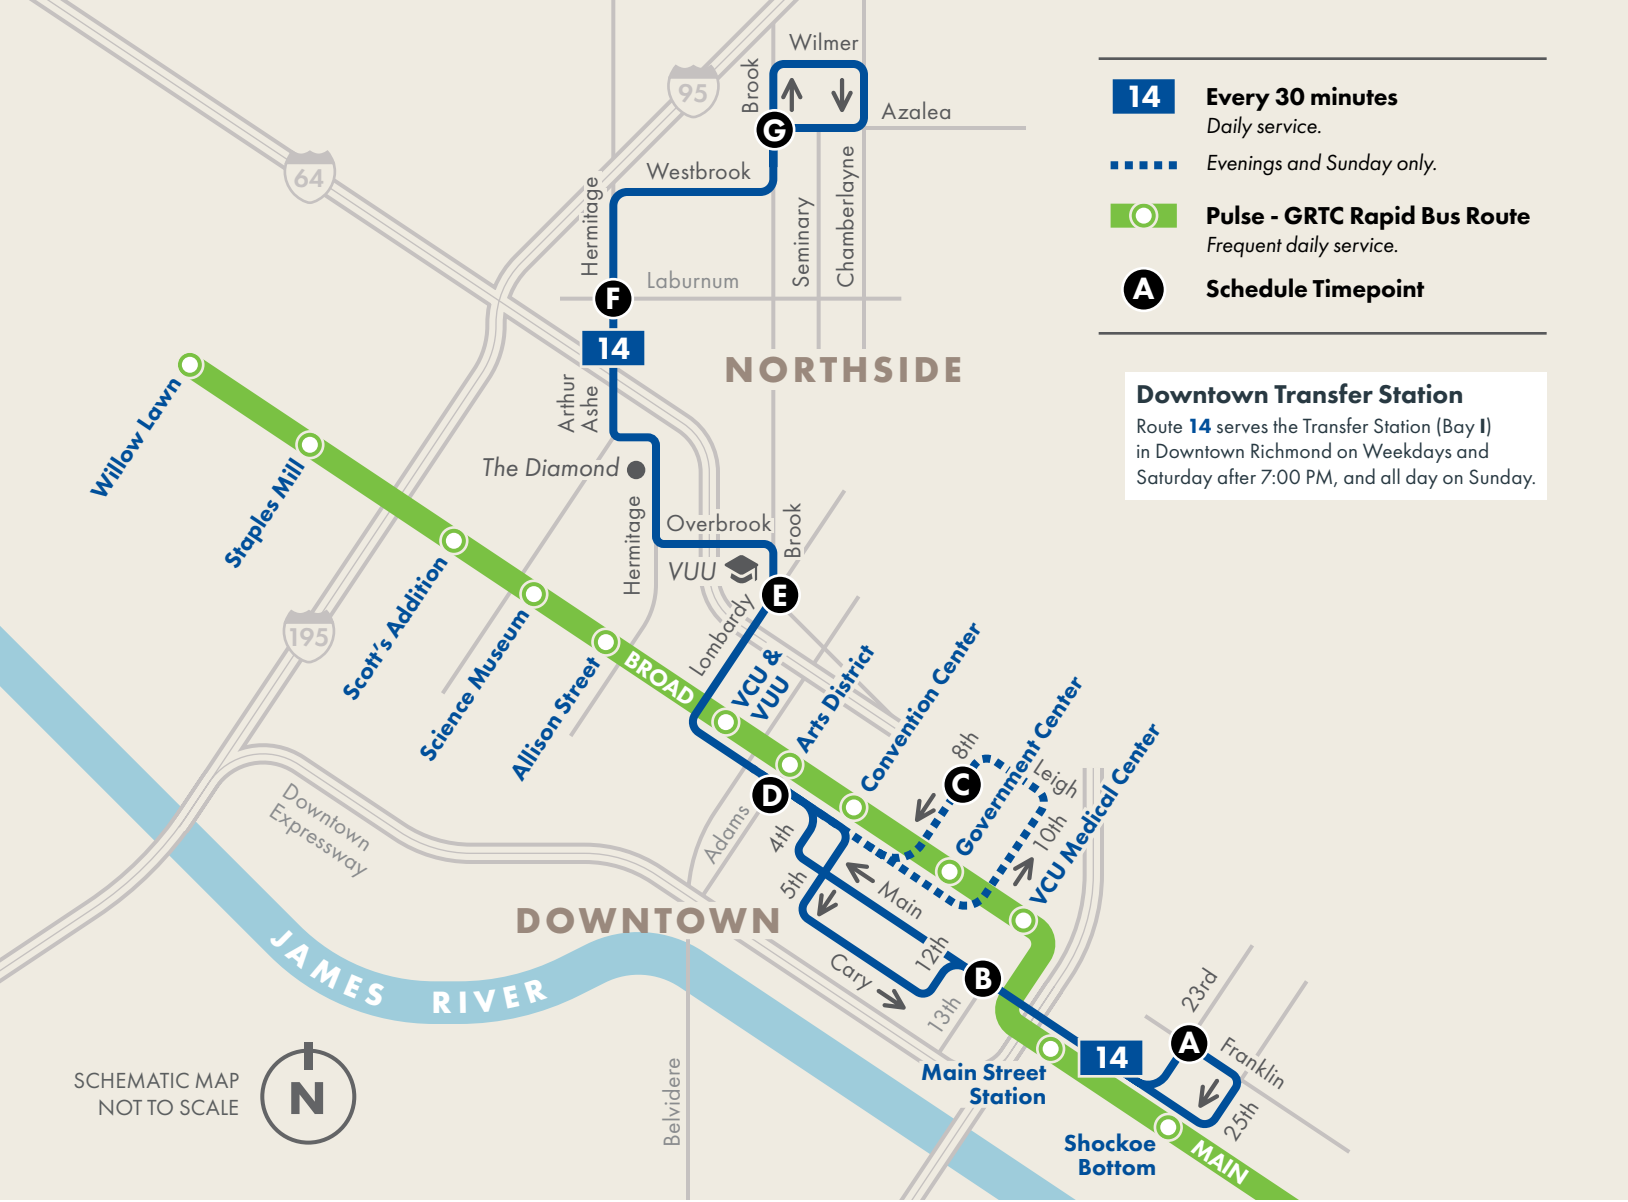 Wilmer
Brook
95
G
Azalea
64
Westbrook
Hermitage
Seminary
Chamberlayne
F
Laburnum
14
NORTHSIDE
Arthur
Ashe
The Diamond
Hermitage
Overbrook
Brook
VUU
E
Lombardy
Willow Lawn
Staples Mill
Scott's Addition
Science Museum
Allison Street
BROAD
VCU &
VUU
Arts District
Convention Center
Government Center
VCU Medical Center
195
8th
C
Leigh
10th
D
Adams
4th
5th
Main
12th
Cary
13th
B
Downtown
Expressway
DOWNTOWN
JAMES RIVER
Belvidere
23rd
A
Franklin
25th
14
Main Street
Station
Shockoe
Bottom
MAIN
SCHEMATIC MAP
NOT TO SCALE
N
14
Every 30 minutes
Daily service.
Evenings and Sunday only.
Pulse - GRTC Rapid Bus Route
Frequent daily service.
A
Schedule Timepoint
Downtown Transfer Station
Route 14 serves the Transfer Station (Bay I)
in Downtown Richmond on Weekdays and
Saturday after 7:00 PM, and all day on Sunday.